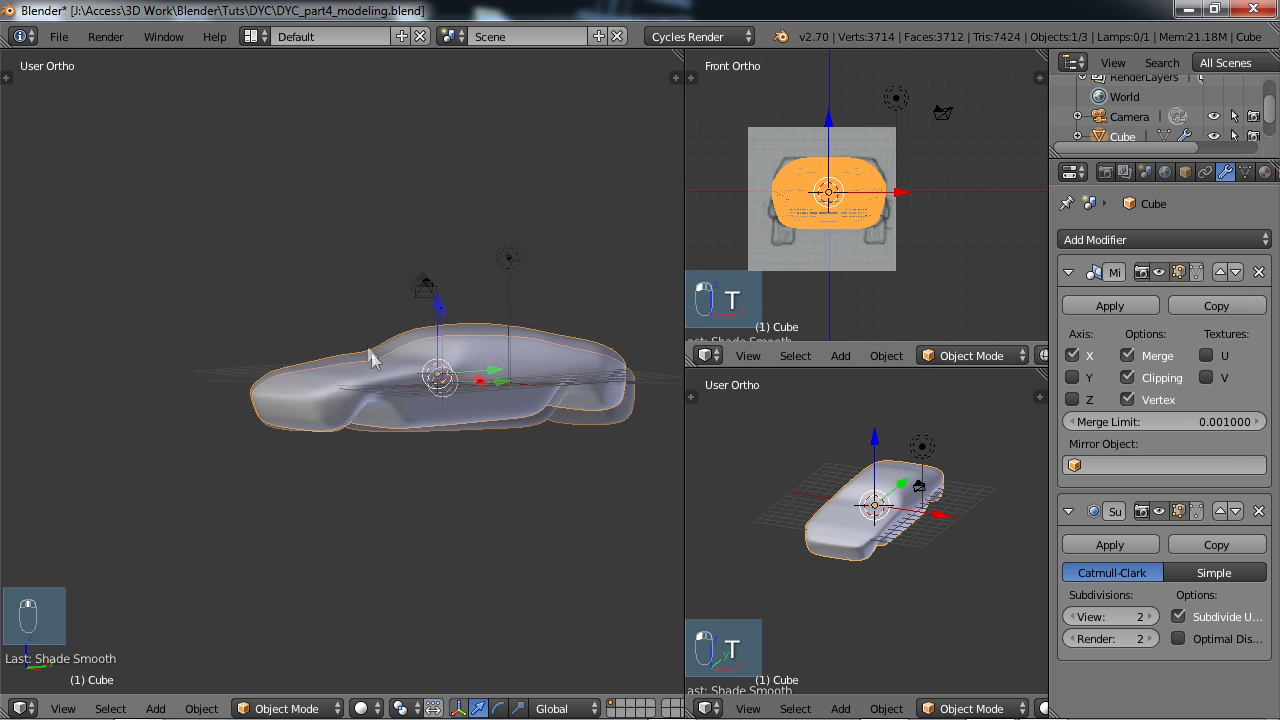 Blender* [J:\Access\3D Work\Blender\Tuts\DYC\DYC_part4_modeling.blend]
File Render Window Help Default Scene Cycles Render v2.70 | Verts:3714 | Faces:3712 | Tris:7424 | Objects:1/3 | Lamps:0/1 | Mem:21.18M | Cube
User Ortho
Front Ortho
View Search All Scenes
RenderLayers
World
Camera
Cube
Cube
Add Modifier
Mi
T
Apply Copy
(1) Cube
Axis: Options: Textures:
View Select Add Object Object Mode
X Merge U
Y Clipping V
Z Vertex
User Ortho
Merge Limit: 0.001000
Mirror Object:
Su
Apply Copy
Catmull-Clark Simple
Subdivisions: Options:
View: 2 Subdivide U...
Render: 2 Optimal Dis...
T
Last: Shade Smooth
(1) Cube
(1) Cube
ast: Shade Smooth
View Select Add Object Object Mode Global
View Select Add Object Object Mode